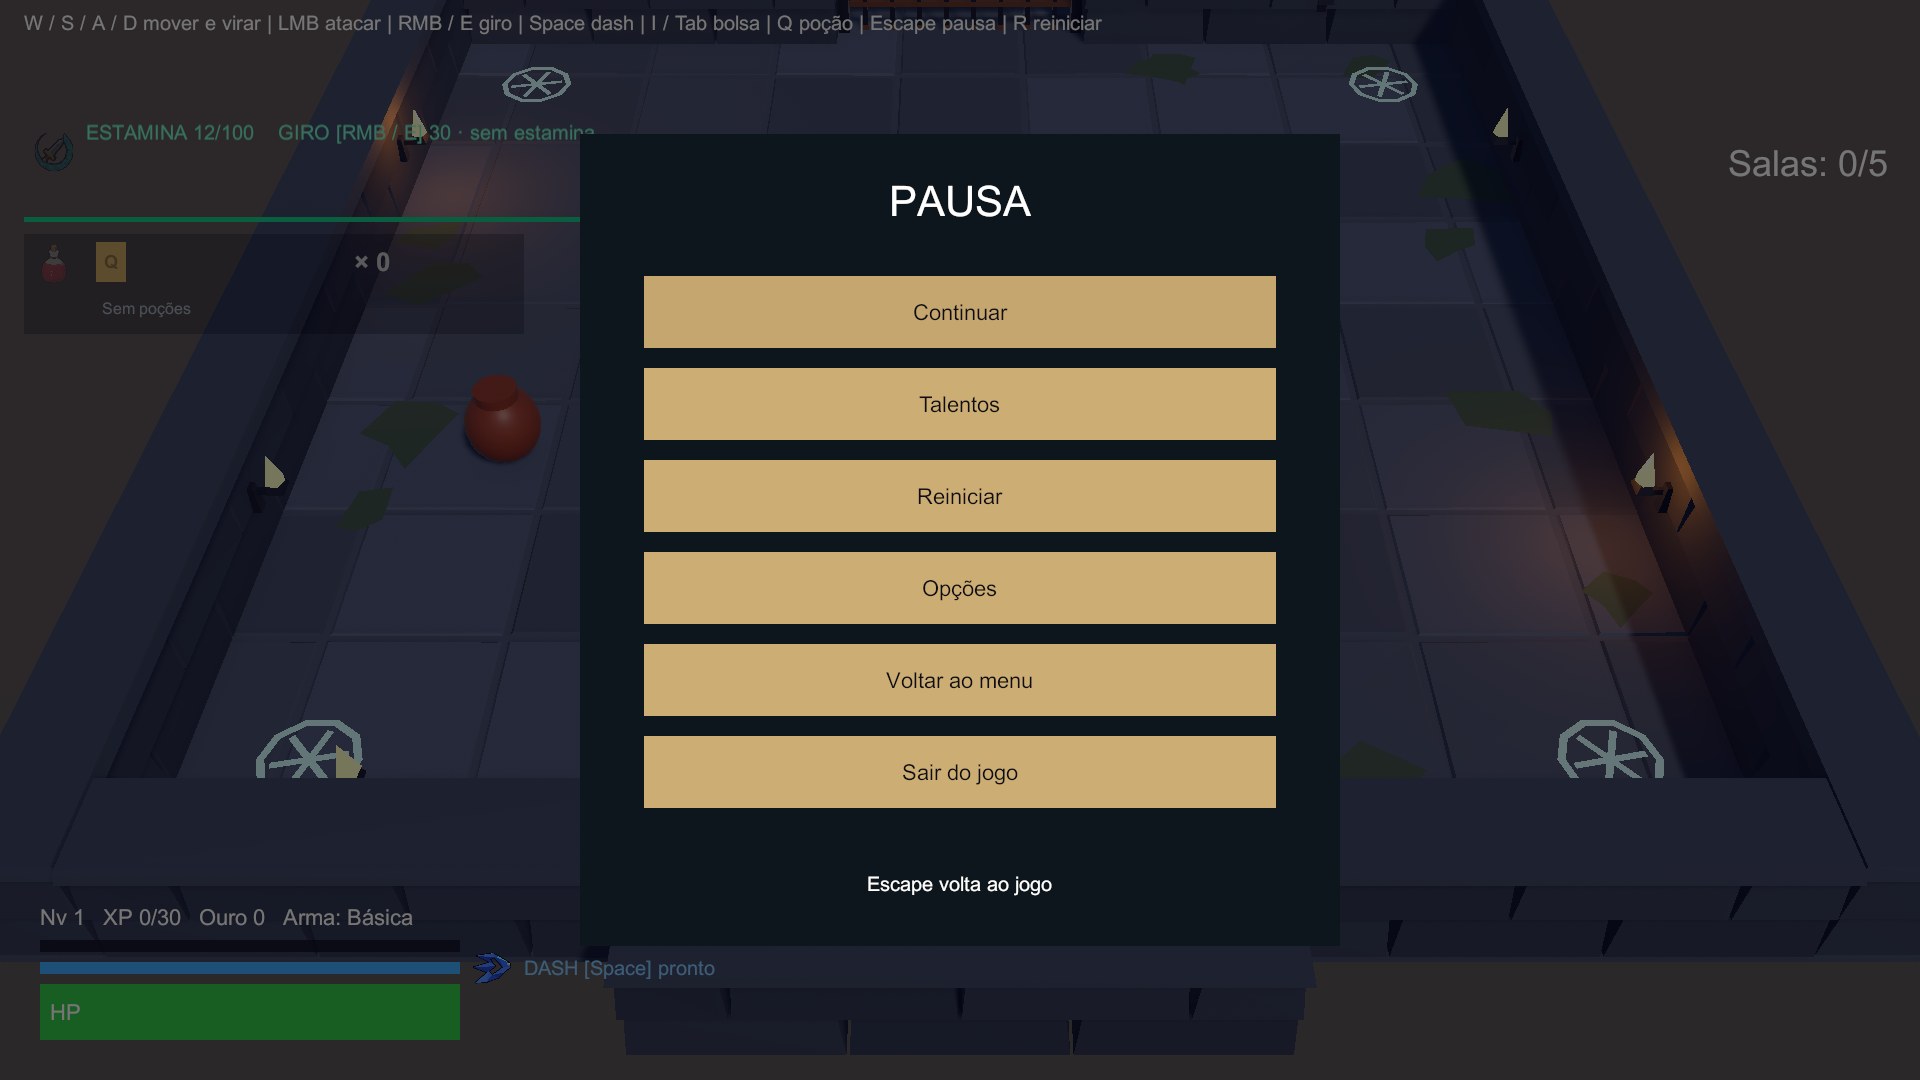 W / S / A / D mover e virar | LMB atacar | RMB / E giro | Space dash | I / Tab bolsa | Q poção | Escape pausa | R reiniciar
ESTAMINA 12/100 GIRO [RMB / E] 30 · sem estamina
Salas: 0/5
PAUSA
Q × 0
Sem poções
Continuar
Talentos
Reiniciar
Opções
Voltar ao menu
Sair do jogo
Escape volta ao jogo
Nv 1 XP 0/30 Ouro 0 Arma: Básica
DASH [Space] pronto
HP